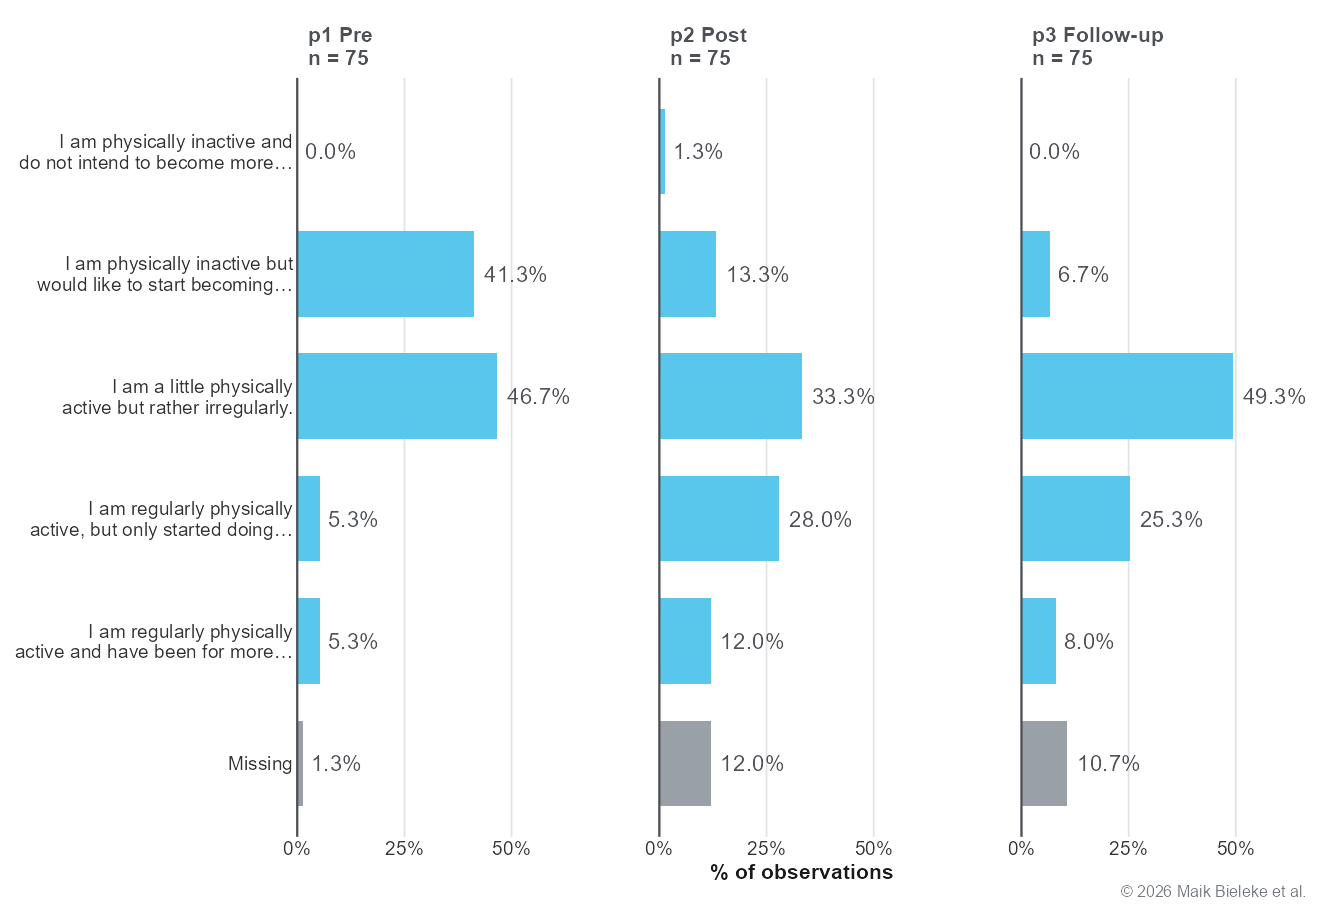 p1 Pre
n = 75
p2 Post
n = 75
p3 Follow-up
n = 75
I am physically inactive and
do not intend to become more…
0.0%
1.3%
0.0%
I am physically inactive but
would like to start becoming…
41.3%
13.3%
6.7%
I am a little physically
active but rather irregularly.
46.7%
33.3%
49.3%
I am regularly physically
active, but only started doing…
5.3%
28.0%
25.3%
I am regularly physically
active and have been for more…
5.3%
12.0%
8.0%
Missing
1.3%
12.0%
10.7%
0% 25% 50%
0% 25% 50%
0% 25% 50%
% of observations
© 2026 Maik Bieleke et al.